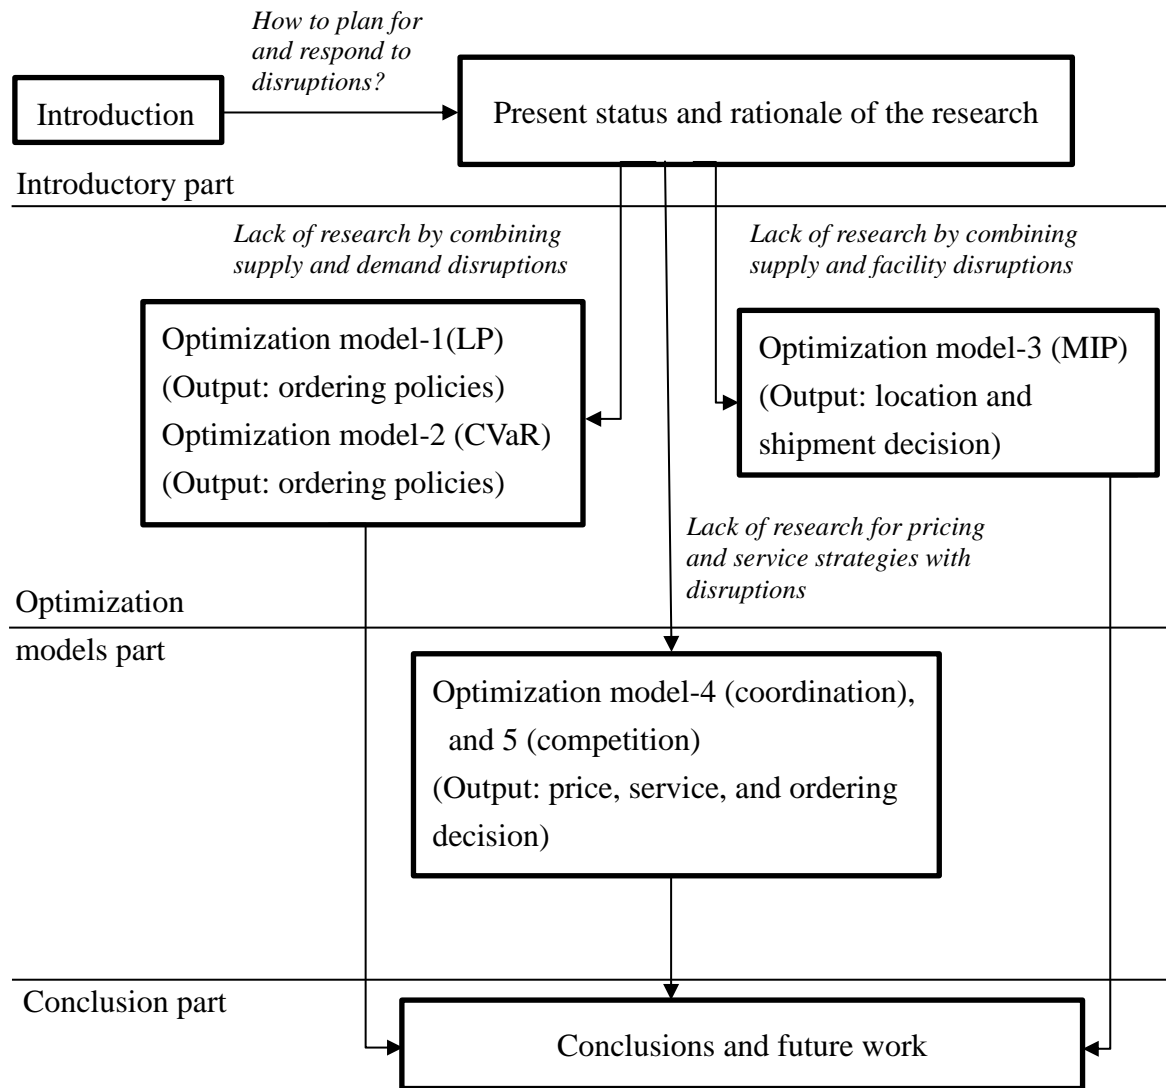 How to plan for
and respond to
disruptions?
Introduction
Present status and rationale of the research
Introductory part
Lack of research by combining
supply and demand disruptions
Lack of research by combining
supply and facility disruptions
Optimization model-1(LP)
(Output: ordering policies)
Optimization model-2 (CVaR)
(Output: ordering policies)
Optimization model-3 (MIP)
(Output: location and
shipment decision)
Lack of research for pricing
and service strategies with
disruptions
Optimization
models part
Optimization model-4 (coordination),
and 5 (competition)
(Output: price, service, and ordering
decision)
Conclusion part
Conclusions and future work